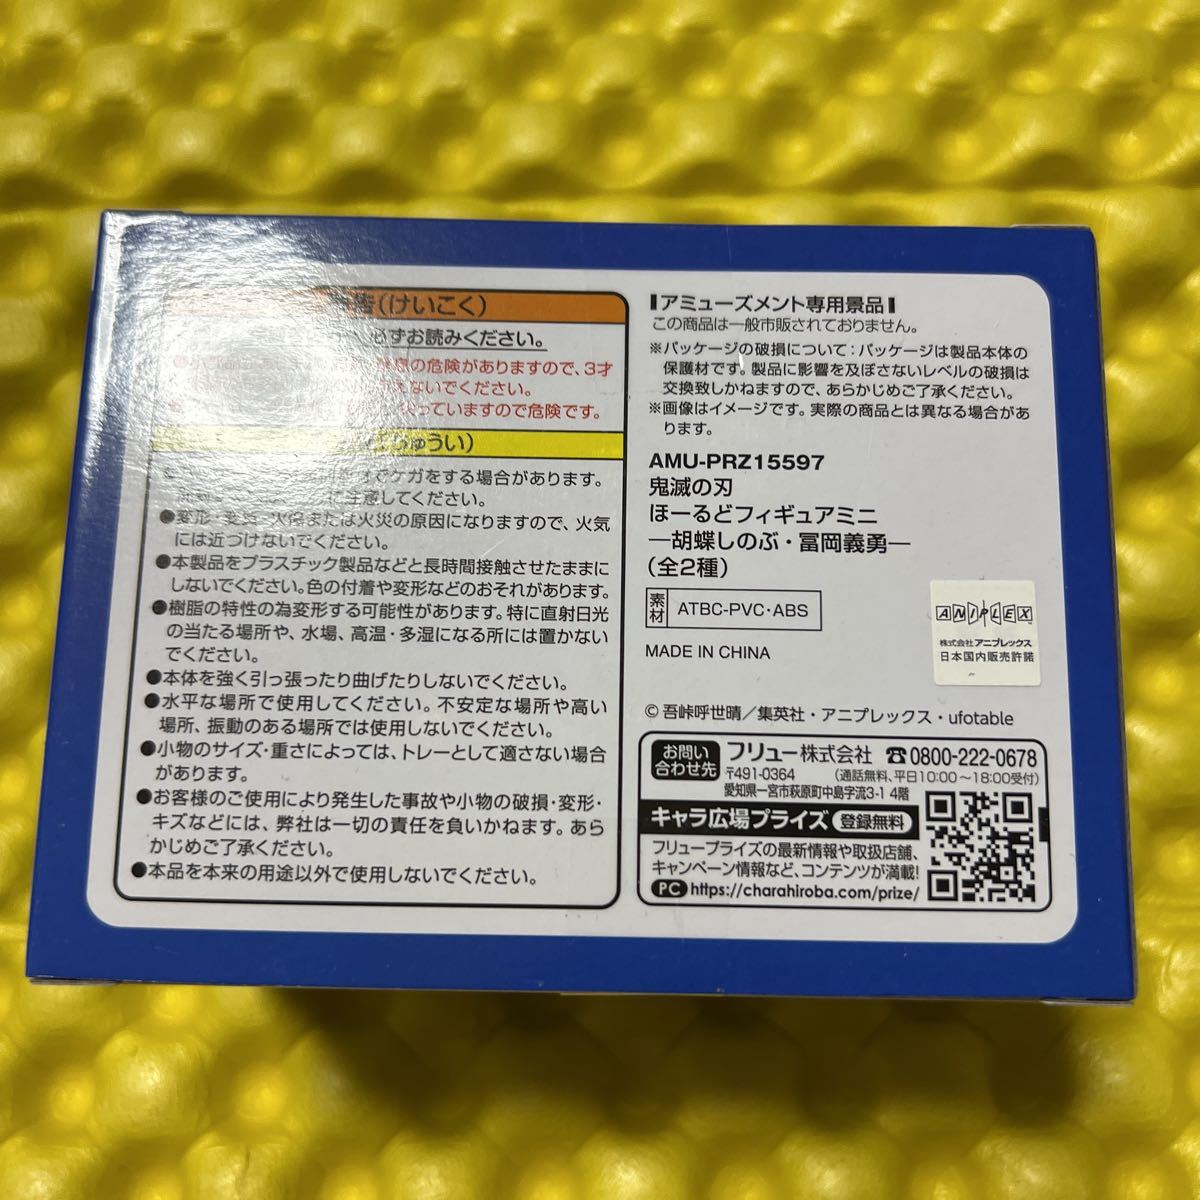 告(けいこく)
必ずお読みください。
の危険がありますので、3才
ないでください。
っていますので危険です。
ちゅうい)
でケガをする場合があります。
に注意してください。
●変形・変質・火傷または火災の原因になりますので、火気
には近づけないでください。
●本製品をプラスチック製品などと長時間接触させたままに
しないでください。色の付着や変形などのおそれがあります。
●樹脂の特性の為変形する可能性があります。特に直射日光
の当たる場所や、水場、高温・多湿になる所には置かない
でください。
●本体を強く引っ張ったり曲げたりしないでください。
●水平な場所で使用してください。不安定な場所や高い
場所、振動のある場所では使用しないでください。
●小物のサイズ・重さによっては、トレーとして適さない場合
があります。
●お客様のご使用により発生した事故や小物の破損・変形・
キズなどには、弊社は一切の責任を負いかねます。あら
かじめご了承ください。
●本品を本来の用途以外で使用しないでください。
アミューズメント専用景品
この商品は一般市販されておりません。
※パッケージの破損について:パッケージは製品本体の
保護材です。製品に影響を及ぼさないレベルの破損は
交換致しかねますので、あらかじめご了承ください。
※画像はイメージです。実際の商品とは異なる場合があ
ります。
AMU-PRZ15597
鬼滅の刃
ほーるどフィギュアミニ
―胡蝶しのぶ・冨岡義勇―
(全2種)
素材 ATBC-PVC・ABS
MADE IN CHINA
ANIPLEX
株式会社 アニプレックス
日本国内販売許諾
©吾峠呼世晴/集英社・アニプレックス・ufotable
お問い合わせ先 フリュー株式会社 ☎0800-222-0678
〒491-0364 (通話無料、平日10:00~18:00受付)
愛知県一宮市萩原町中島字流3-1 4階
キャラ広場プライズ 登録無料
フリュープライズの最新情報や取扱店舗、
キャンペーン情報など、コンテンツが満載!
PC https://charahiroba.com/prize/